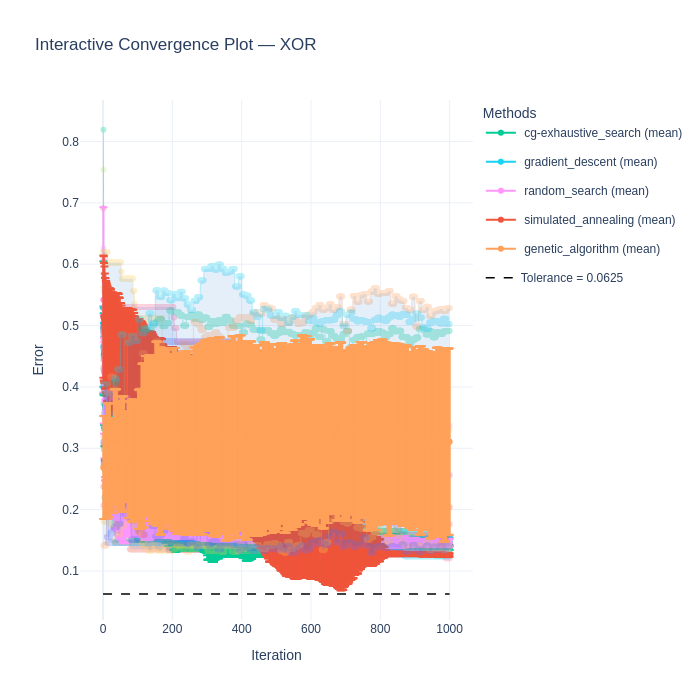 Interactive Convergence Plot — XOR
Methods
cg-exhaustive_search (mean)
gradient_descent (mean)
random_search (mean)
simulated_annealing (mean)
genetic_algorithm (mean)
Tolerance = 0.0625
Error
0.8
0.7
0.6
0.5
0.4
0.3
0.2
0.1
0 200 400 600 800 1000
Iteration